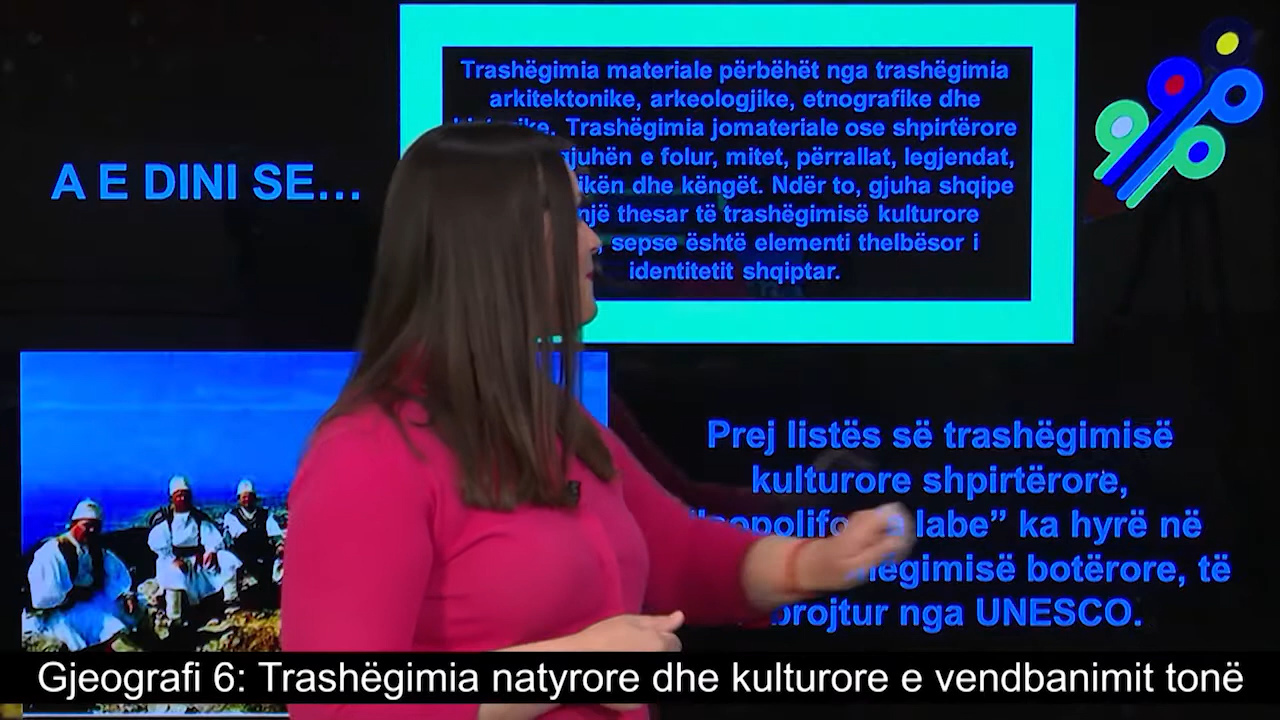 A E DINI SE...
Trashëgimia materiale përbëhët nga trashëgimia
arkitektonike, arkeologjike, etnografike dhe
Trashëgimia jomateriale ose shpirtërore
e folur, mitet, përrallat, legjendat,
dhe këngët. Ndër to, gjuha shqipe
një thesar të trashëgimisë kulturore
sepse është elementi thelbësor i
identitetit shqiptar.
Prej listës së trashëgimisë
kulturore shpirtërore,
labe” ka hyrë në
botërore, të
nga UNESCO.
Gjeografi 6: Trashëgimia natyrore dhe kulturore e vendbanimit tonë